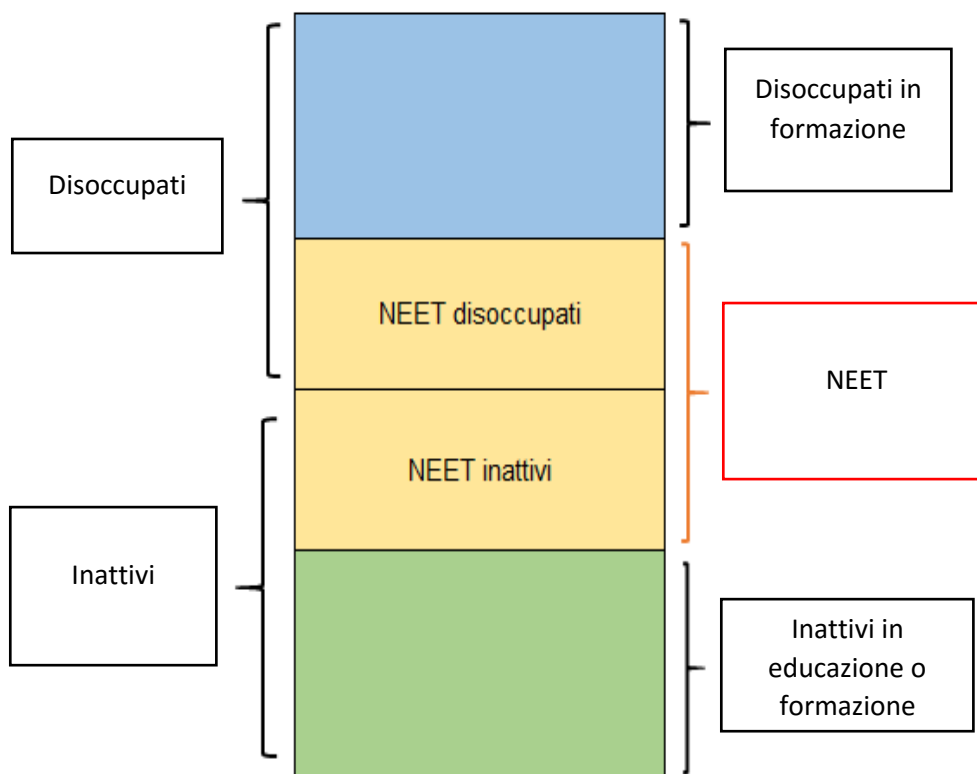 Disoccupati in
formazione
Disoccupati
NEET disoccupati
NEET
NEET inattivi
Inattivi
Inattivi in
educazione o
formazione